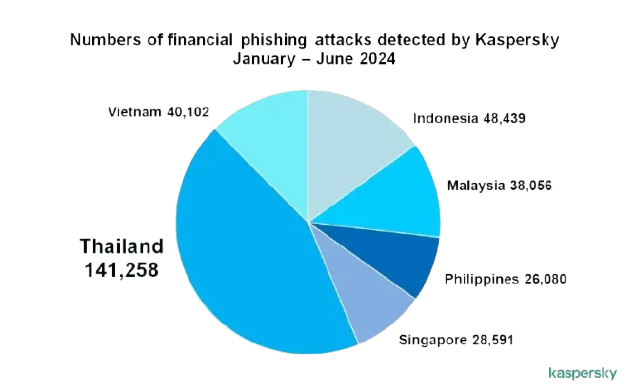 Numbers of financial phishing attacks detected by Kaspersky
January – June 2024
Vietnam 40,102
Indonesia 48,439
Malaysia 38,056
Thailand
141,258
Philippines 26,080
Singapore 28,591
kaspersky